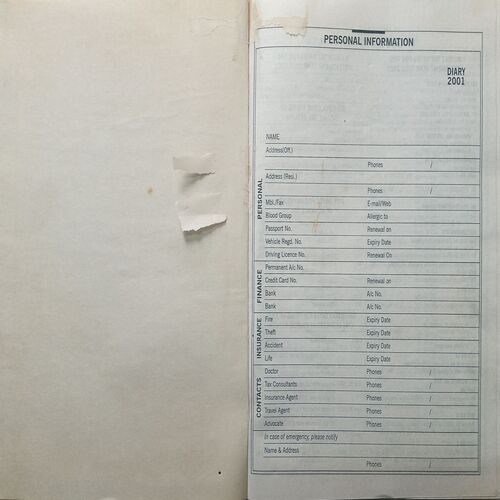 PERSONAL INFORMATION
DIARY
2001
NAME
Address(Off.)
Phones /
Address (Resi.)
Phones /
PERSONAL
Mbl./Fax E-mail/Web
Blood Group Allergic to
Passport No. Renewal on
Vehicle Regd. No. Expiry Date
Driving Licence No. Renewal On
FINANCE
Permanent A/c No.
Credit Card No. Renewal on
Bank A/c No.
Bank A/c No.
INSURANCE
Fire Expiry Date
Theft Expiry Date
Accident Expiry Date
Life Expiry Date
CONTACTS
Doctor Phones /
Tax Consultants Phones /
Insurance Agent Phones /
Travel Agent Phones /
Advocate Phones /
In case of emergency, please notify
Name & Address
Phones /